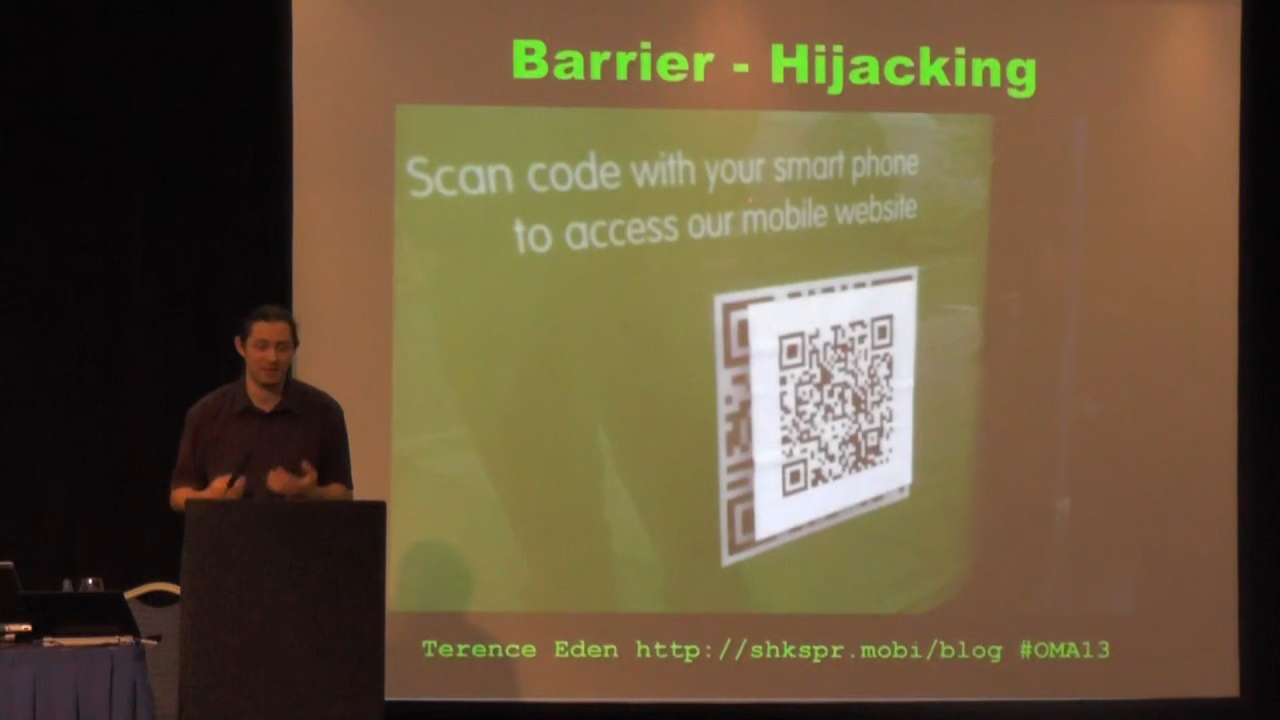 Barrier - Hijacking
Scan code with your smart phone
to access our mobile website
Terence Eden http://shkspr.mobi/blog #OMA13